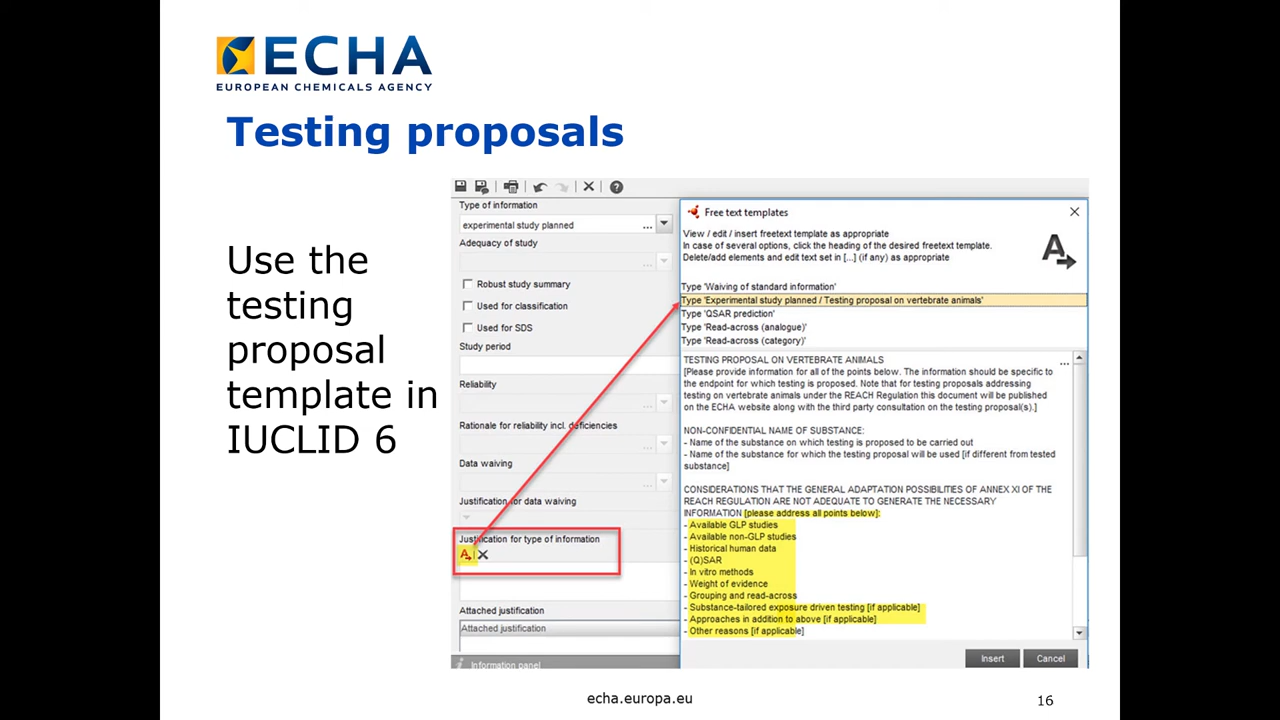 ECHA
EUROPEAN CHEMICALS AGENCY
Testing proposals
Use the
testing
proposal
template in
IUCLID 6
Type of information
experimental study planned
...
Adequacy of study
...
Robust study summary
Used for classification
Used for SDS
Study period
Reliability
...
Rationale for reliability incl. deficiencies
...
Data waiving
...
Justification for data waiving
Justification for type of information
A
Attached justification
Attached justification
Information panel
Free text templates
View / edit / insert freetext template as appropriate
In case of several options, click the heading of the desired freetext template.
Delete/add elements and edit text set in [...] (if any) as appropriate
A
Type 'Waiving of standard information'
Type 'Experimental study planned / Testing proposal on vertebrate animals'
Type 'QSAR prediction'
Type 'Read-across (analogue)'
Type 'Read-across (category)'
TESTING PROPOSAL ON VERTEBRATE ANIMALS
...
[Please provide information for all of the points below. The information should be specific to
the endpoint for which testing is proposed. Note that for testing proposals addressing
testing on vertebrate animals under the REACH Regulation this document will be published
on the ECHA website along with the third party consultation on the testing proposal(s).]
NON-CONFIDENTIAL NAME OF SUBSTANCE:
- Name of the substance on which testing is proposed to be carried out
- Name of the substance for which the testing proposal will be used [if different from tested
substance]
CONSIDERATIONS THAT THE GENERAL ADAPTATION POSSIBILITIES OF ANNEX XI OF THE
REACH REGULATION ARE NOT ADEQUATE TO GENERATE THE NECESSARY
INFORMATION [please address all points below]:
- Available GLP studies
- Available non-GLP studies
- Historical human data
- (Q)SAR
- In vitro methods
- Weight of evidence
- Grouping and read-across
- Substance-tailored exposure driven testing [if applicable]
- Approaches in addition to above [if applicable]
- Other reasons [if applicable]
Insert
Cancel
echa.europa.eu
16